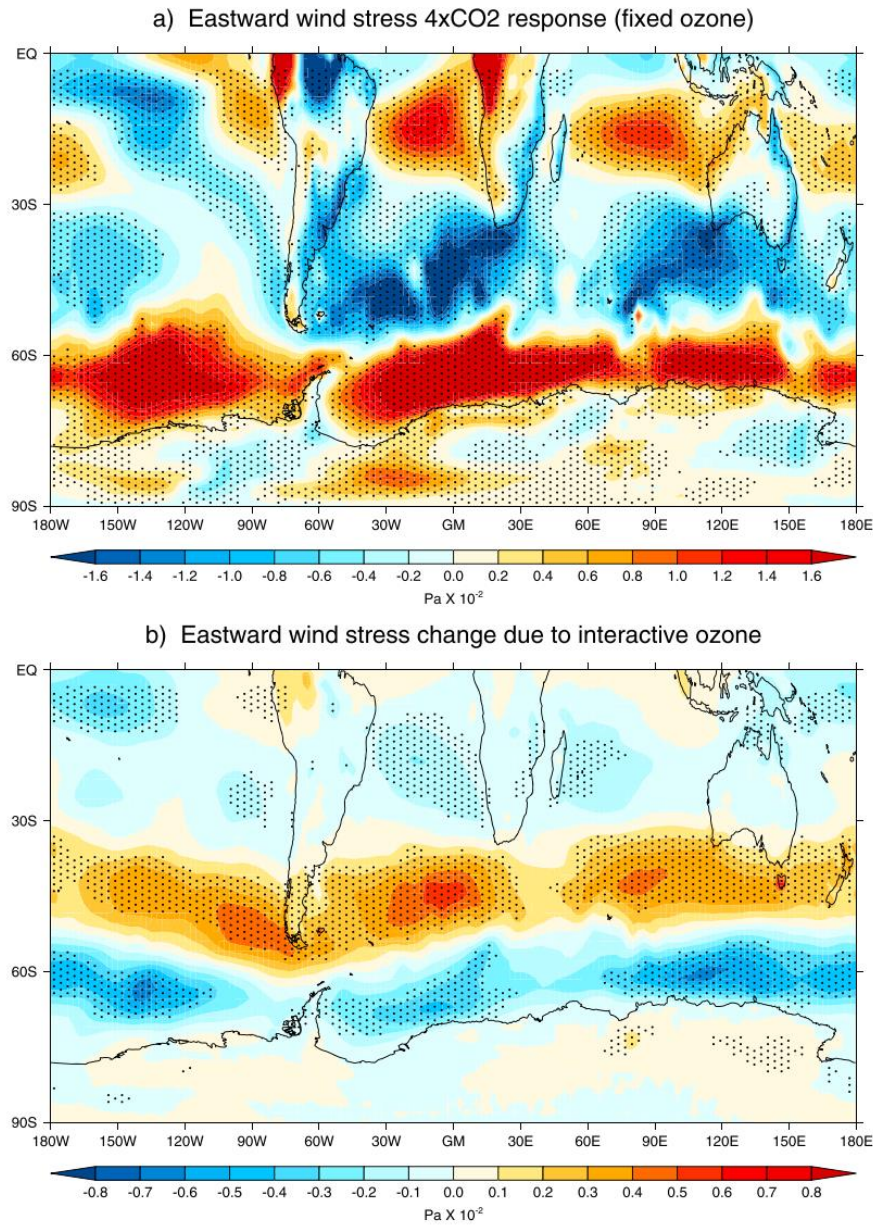 a) Eastward wind stress 4xCO2 response (fixed ozone)
EQ
30S
60S
90S
180W 150W 120W 90W 60W 30W GM 30E 60E 90E 120E 150E 180E
-1.6 -1.4 -1.2 -1.0 -0.8 -0.6 -0.4 -0.2 0.0 0.2 0.4 0.6 0.8 1.0 1.2 1.4 1.6
Pa X 10-2
b) Eastward wind stress change due to interactive ozone
EQ
30S
60S
90S
180W 150W 120W 90W 60W 30W GM 30E 60E 90E 120E 150E 180E
-0.8 -0.7 -0.6 -0.5 -0.4 -0.3 -0.2 -0.1 0.0 0.1 0.2 0.3 0.4 0.5 0.6 0.7 0.8
Pa X 10-2